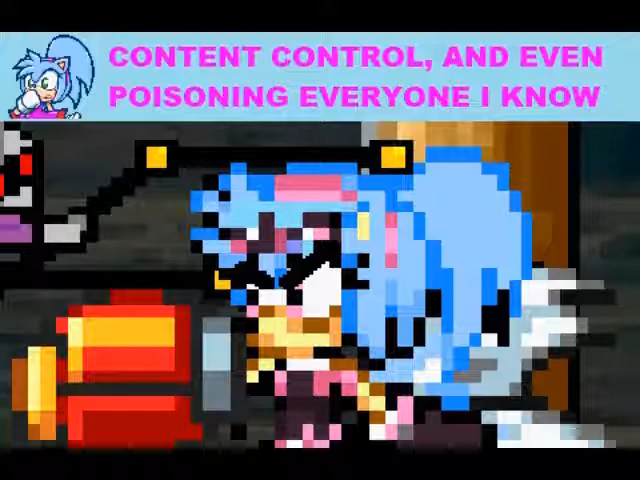 CONTENT CONTROL, AND EVEN
POISONING EVERYONE I KNOW